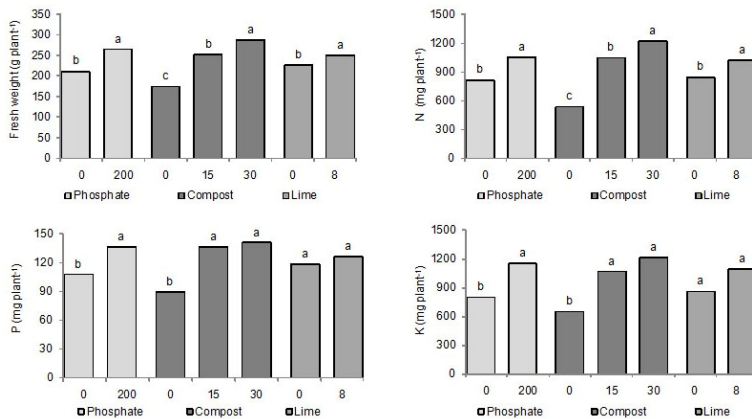 Fresh weight (g plant⁻¹)
350
300
250
200
150
100
50
0
b a c b a b a
0 200 0 15 30 0 8
Phosphate Compost Lime
N (mg plant⁻¹)
1200
900
600
300
0
b a c b a b a
0 200 0 15 30 0 8
Phosphate Compost Lime
P (mg plant⁻¹)
150
120
90
60
30
0
b a b a a a a
0 200 0 15 30 0 8
Phosphate Compost Lime
K (mg plant⁻¹)
1500
1200
900
600
300
0
b a b a a a a
0 200 0 15 30 0 8
Phosphate Compost Lime